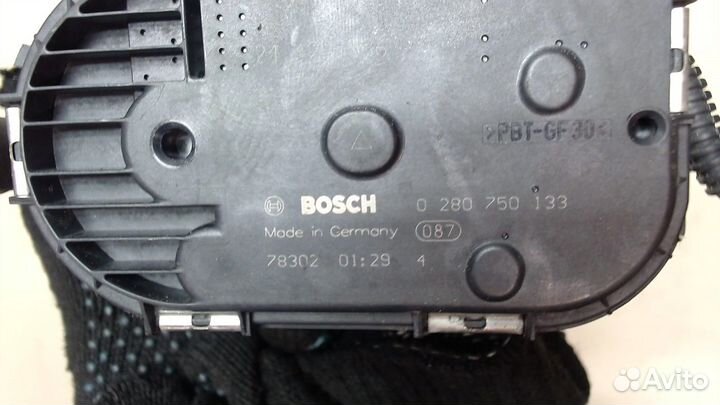 >PBT-GF30<
BOSCH 0 280 750 133
Made in Germany 087
78302 01:29 4
Avito